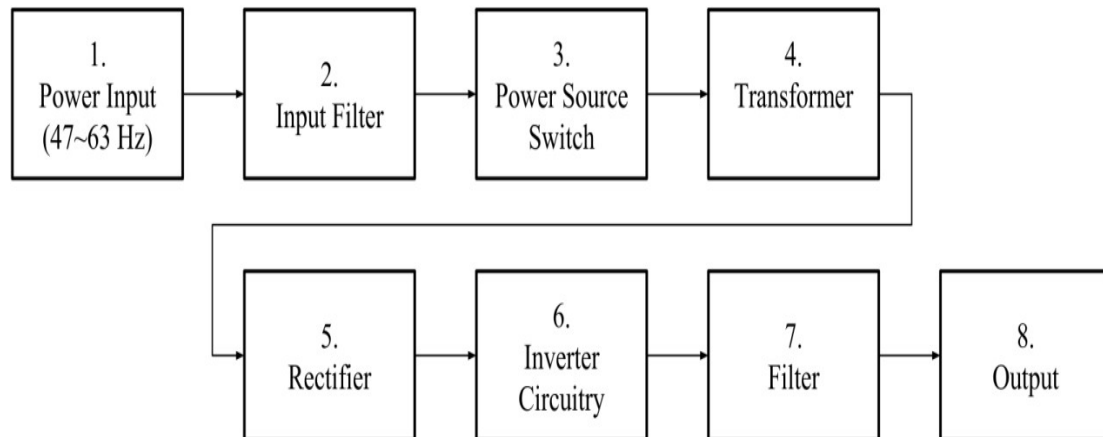 1.
Power Input
(47~63 Hz)
2.
Input Filter
3.
Power Source
Switch
4.
Transformer
5.
Rectifier
6.
Inverter
Circuitry
7.
Filter
8.
Output